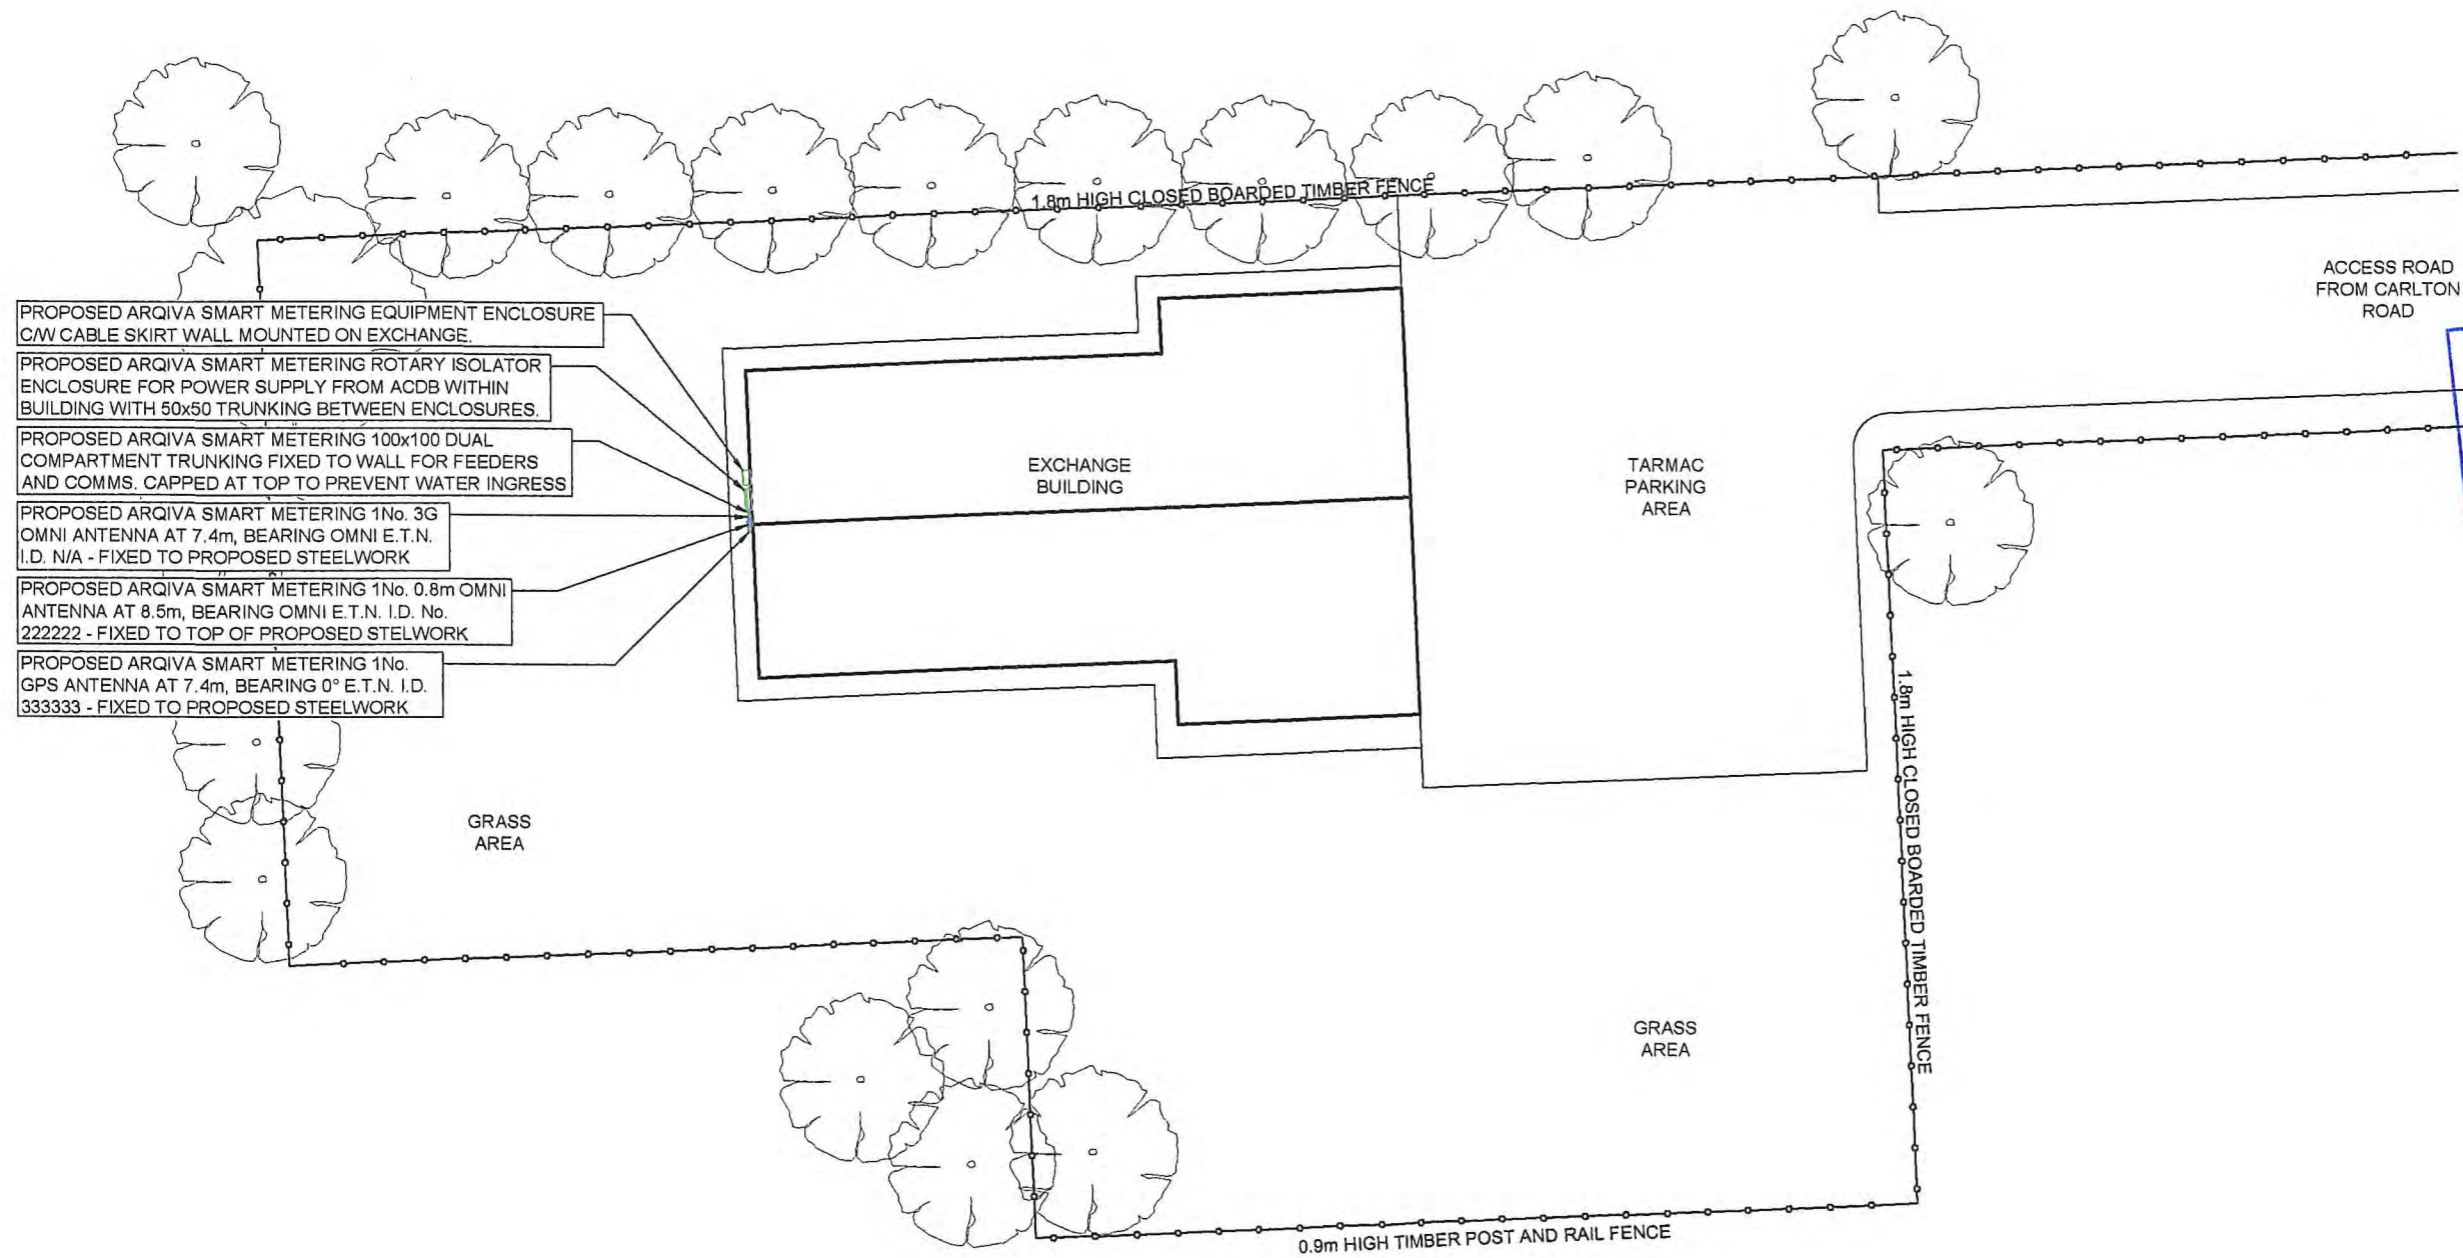 1.8m HIGH CLOSED BOARDED TIMBER FENCE
ACCESS ROAD
FROM CARLTON
ROAD
PROPOSED ARQIVA SMART METERING EQUIPMENT ENCLOSURE
C/W CABLE SKIRT WALL MOUNTED ON EXCHANGE.
PROPOSED ARQIVA SMART METERING ROTARY ISOLATOR
ENCLOSURE FOR POWER SUPPLY FROM ACDB WITHIN
BUILDING WITH 50x50 TRUNKING BETWEEN ENCLOSURES.
PROPOSED ARQIVA SMART METERING 100x100 DUAL
COMPARTMENT TRUNKING FIXED TO WALL FOR FEEDERS
AND COMMS. CAPPED AT TOP TO PREVENT WATER INGRESS
PROPOSED ARQIVA SMART METERING 1No. 3G
OMNI ANTENNA AT 7.4m, BEARING OMNI E.T.N.
I.D. N/A - FIXED TO PROPOSED STEELWORK
PROPOSED ARQIVA SMART METERING 1No. 0.8m OMNI
ANTENNA AT 8.5m, BEARING OMNI E.T.N. I.D. No.
222222 - FIXED TO TOP OF PROPOSED STELWORK
PROPOSED ARQIVA SMART METERING 1No.
GPS ANTENNA AT 7.4m, BEARING 0° E.T.N. I.D.
333333 - FIXED TO PROPOSED STEELWORK
EXCHANGE
BUILDING
TARMAC
PARKING
AREA
1.8m HIGH CLOSED BOARDED TIMBER FENCE
GRASS
AREA
GRASS
AREA
0.9m HIGH TIMBER POST AND RAIL FENCE